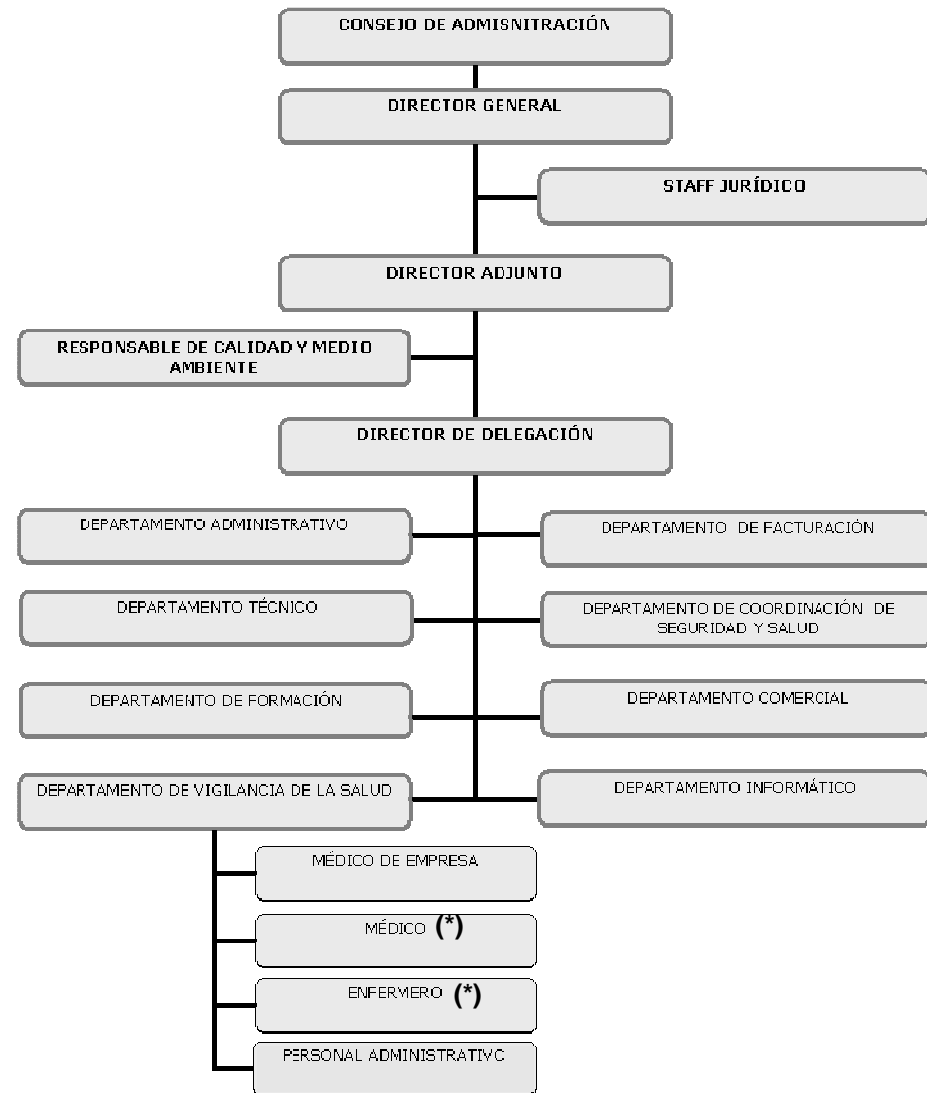 CONSEJO DE ADMISNITRACIÓN
DIRECTOR GENERAL
STAFF JURÍDICO
DIRECTOR ADJUNTO
RESPONSABLE DE CALIDAD Y MEDIO
AMBIENTE
DIRECTOR DE DELEGACIÓN
DEPARTAMENTO ADMINISTRATIVO
DEPARTAMENTO DE FACTURACIÓN
DEPARTAMENTO TÉCNICO
DEPARTAMENTO DE COORDINACIÓN DE
SEGURIDAD Y SALUD
DEPARTAMENTO DE FORMACIÓN
DEPARTAMENTO COMERCIAL
DEPARTAMENTO DE VIGILANCIA DE LA SALUD
DEPARTAMENTO INFORMÁTICO
MÉDICO DE EMPRESA
MÉDICO (*)
ENFERMERO (*)
PERSONAL ADMINISTRATIVO